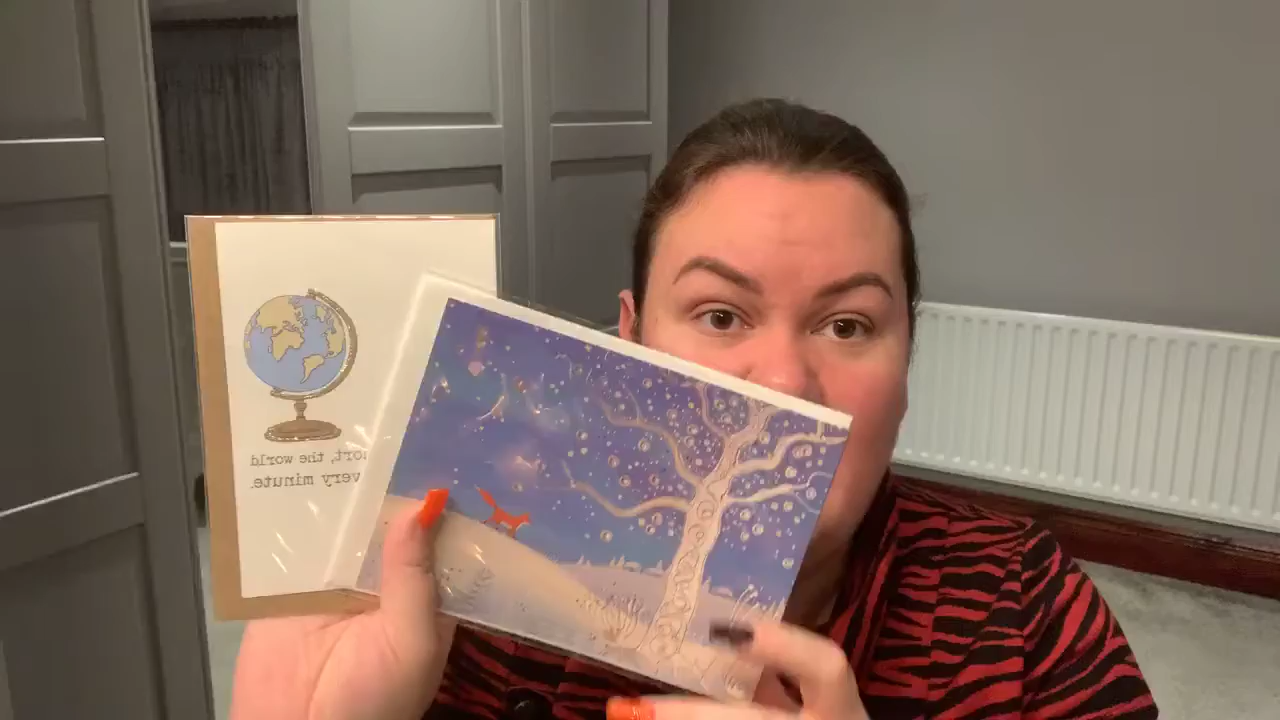 ort, the world
very minute.